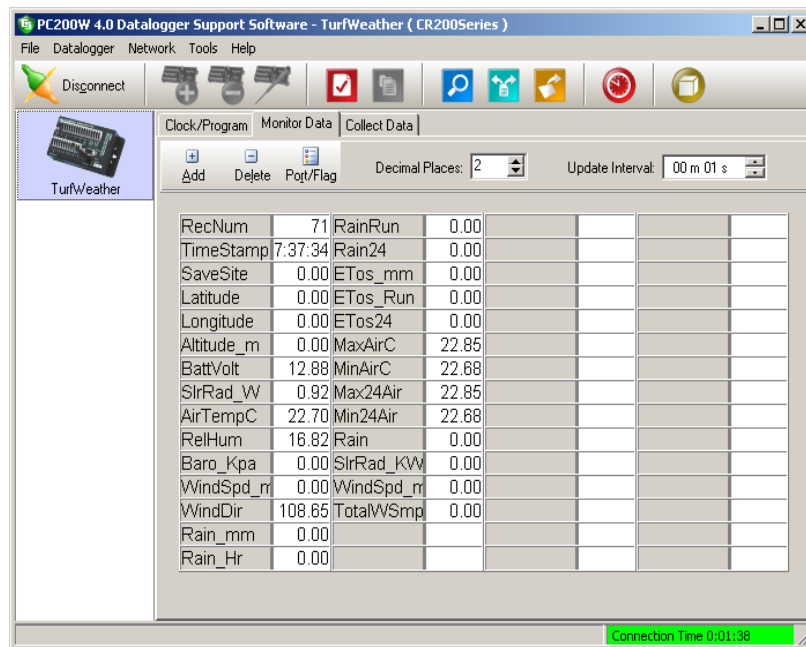 PC200W 4.0 Datalogger Support Software - TurfWeather ( CR200Series )
File Datalogger Network Tools Help
Disconnect
TurfWeather
Clock/Program Monitor Data Collect Data
Add Delete Port/Flag Decimal Places: 2 Update Interval: 00 m 01 s
RecNum 71 RainRun 0.00
TimeStamp 7:37:34 Rain24 0.00
SaveSite 0.00 ETos_mm 0.00
Latitude 0.00 ETos_Run 0.00
Longitude 0.00 ETos24 0.00
Altitude_m 0.00 MaxAirC 22.85
BattVolt 12.88 MinAirC 22.68
SlrRad_W 0.92 Max24Air 22.85
AirTempC 22.70 Min24Air 22.68
RelHum 16.82 Rain 0.00
Baro_Kpa 0.00 SlrRad_KW 0.00
WindSpd_m 0.00 WindSpd_m 0.00
WindDir 108.65 TotalWSmp 0.00
Rain_mm 0.00
Rain_Hr 0.00
Connection Time 0:01:38